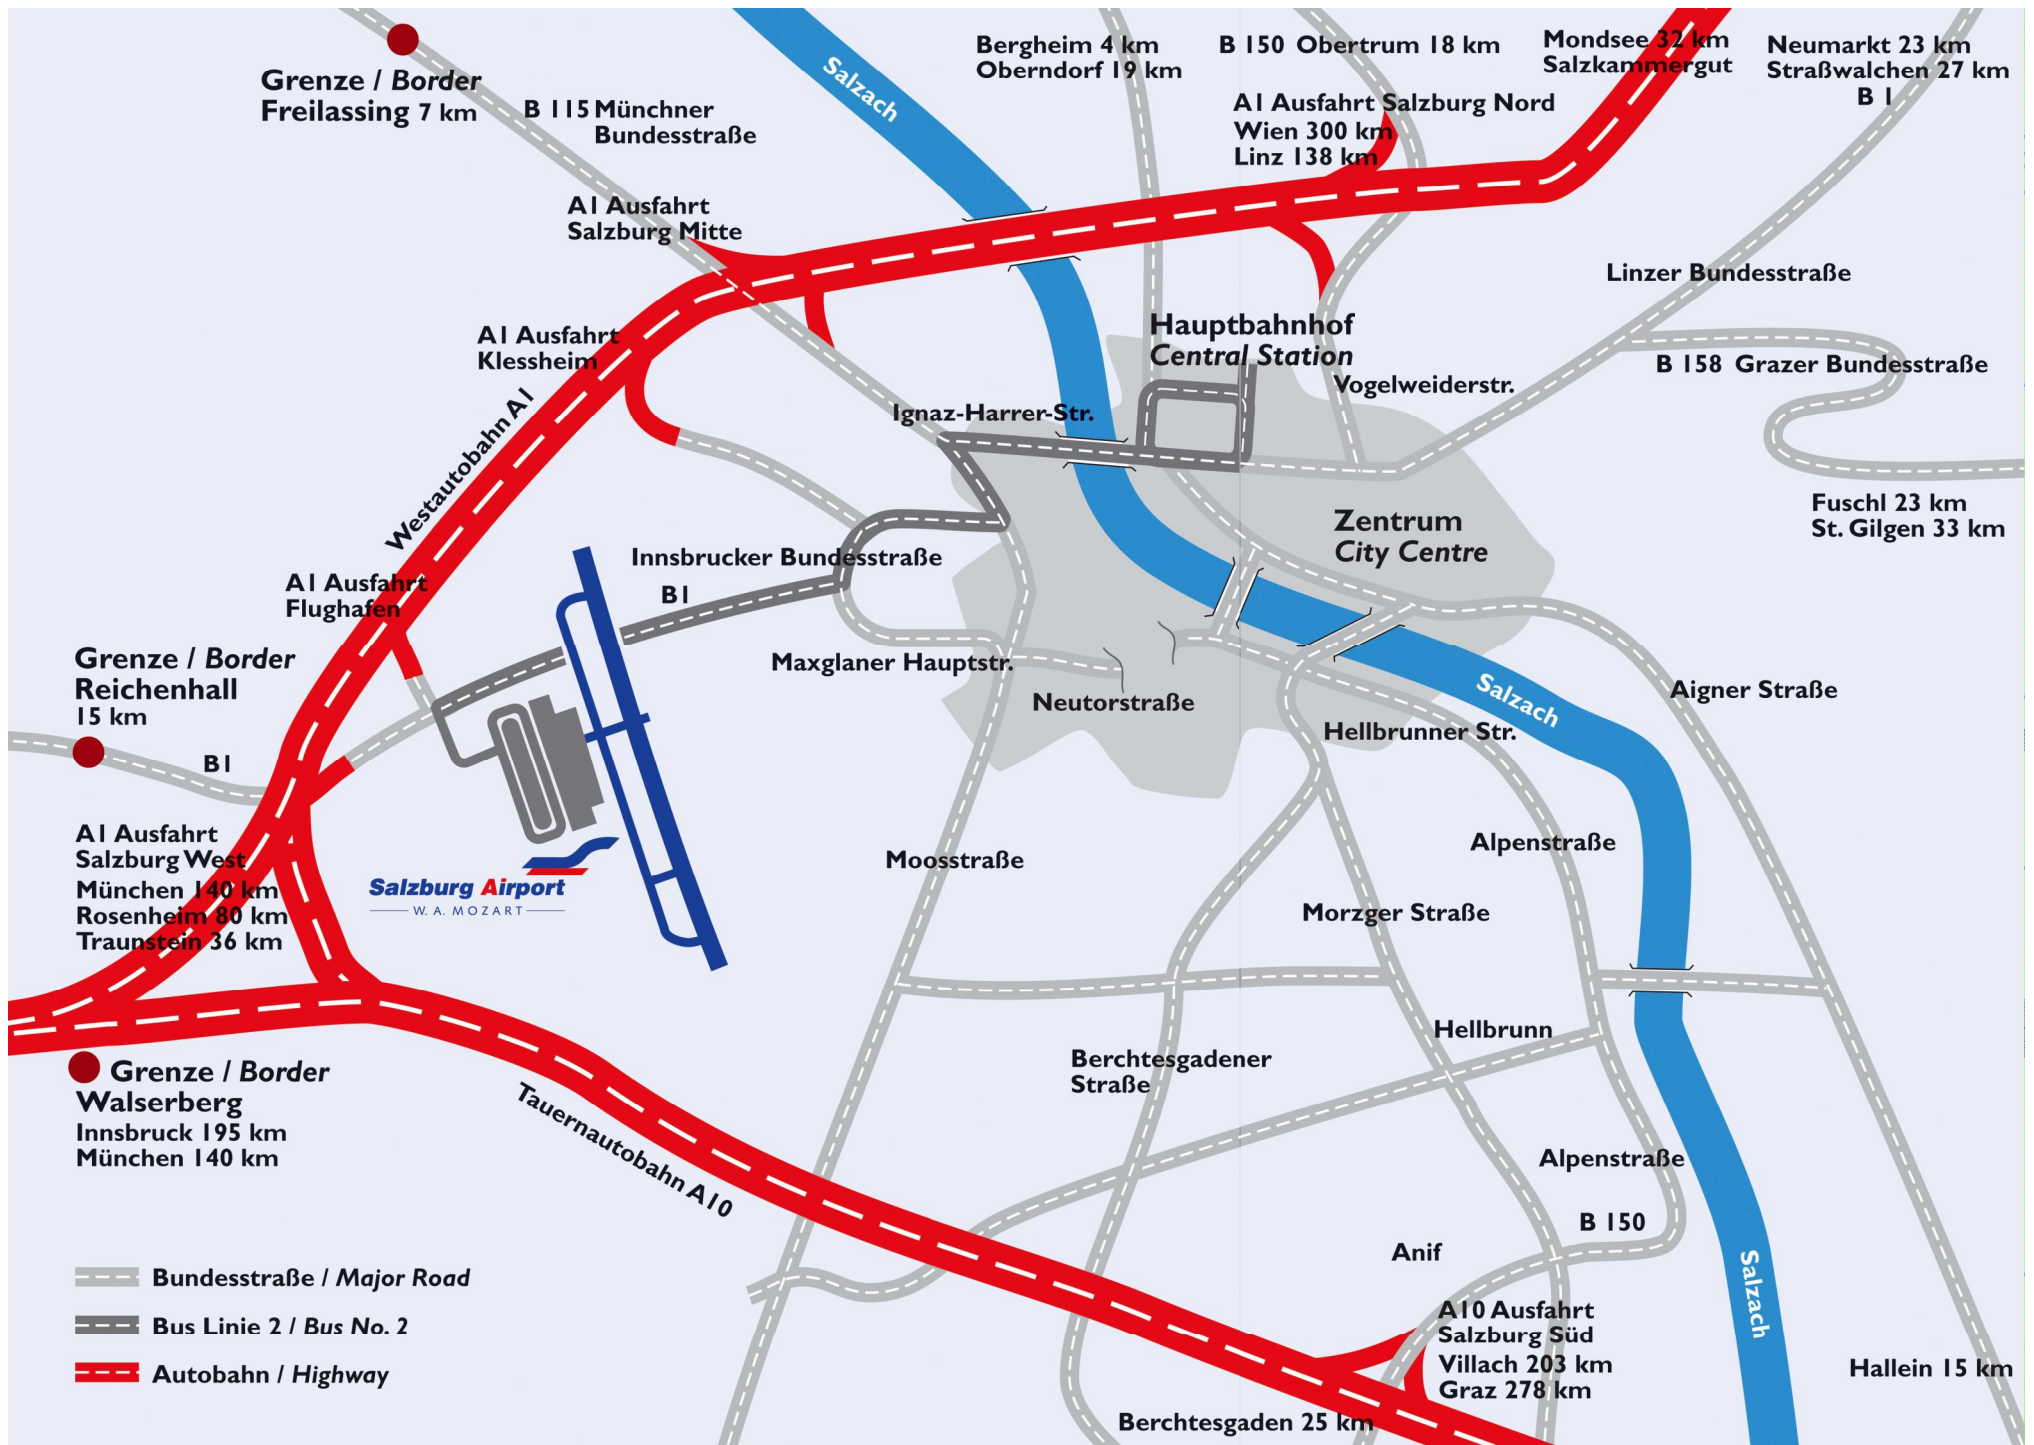 Bergheim 4 km
Oberndorf 19 km
B 150 Obertrum 18 km
Mondsee 32 km
Salzkammergut
Neumarkt 23 km
Straßwalchen 27 km
B 1
Grenze / Border
Freilassing 7 km
B 115 Münchner
Bundesstraße
Salzach
A1 Ausfahrt Salzburg Nord
Wien 300 km
Linz 138 km
A1 Ausfahrt
Salzburg Mitte
Linzer Bundesstraße
A1 Ausfahrt
Klessheim
Hauptbahnhof
Central Station
B 158 Grazer Bundesstraße
Vogelweiderstr.
Ignaz-Harrer-Str.
Westautobahn A1
Fuschl 23 km
St. Gilgen 33 km
Zentrum
City Centre
Innsbrucker Bundesstraße
B1
A1 Ausfahrt
Flughafen
Grenze / Border
Reichenhall
15 km
Maxglaner Hauptstr.
Neutorstraße
Salzach
Aigner Straße
Hellbrunner Str.
B1
A1 Ausfahrt
Salzburg West
München 140 km
Rosenheim 80 km
Traunstein 36 km
Salzburg Airport
W. A. MOZART
Moosstraße
Alpenstraße
Morzger Straße
Hellbrunn
Berchtesgadener
Straße
Grenze / Border
Walserberg
Innsbruck 195 km
München 140 km
Tauernautobahn A10
Alpenstraße
B 150
Anif
Salzach
Bundesstraße / Major Road
Bus Linie 2 / Bus No. 2
Autobahn / Highway
A10 Ausfahrt
Salzburg Süd
Villach 203 km
Graz 278 km
Hallein 15 km
Berchtesgaden 25 km